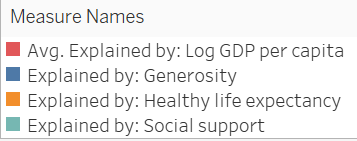 Measure Names
Avg. Explained by: Log GDP per capita
Explained by: Generosity
Explained by: Healthy life expectancy
Explained by: Social support